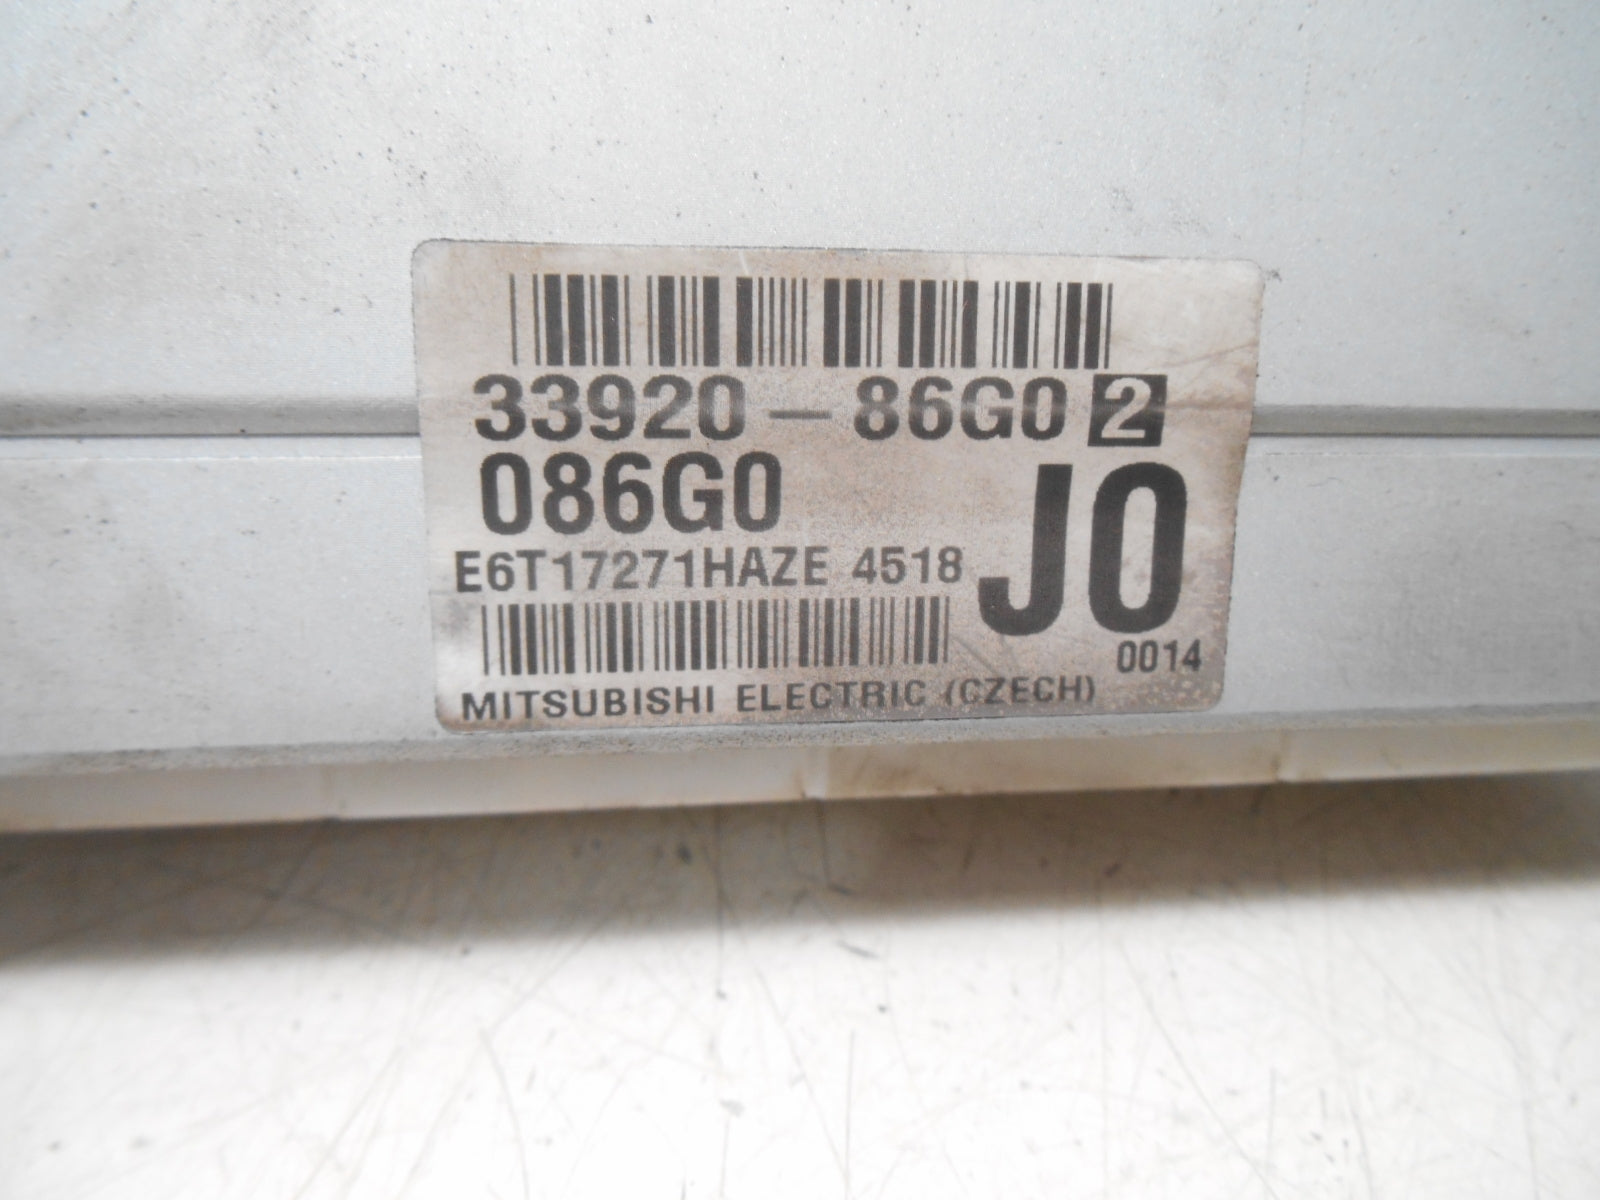 33920-86G0 2
086G0
J0
E6T17271HAZE 4518
0014
MITSUBISHI ELECTRIC (CZECH)